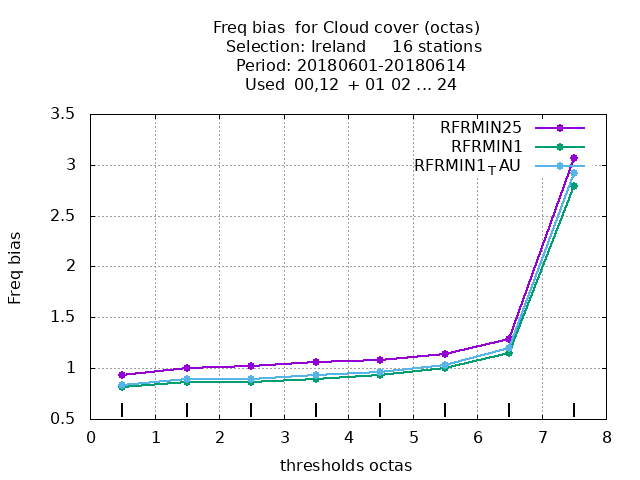 Freq bias  for Cloud cover (octas)
Selection: Ireland     16 stations
Period: 20180601-20180614
Used  00,12  + 01 02 ... 24
RFRMIN25
RFRMIN1
RFRMIN1TAU
Freq bias
3.5
3
2.5
2
1.5
1
0.5
0 1 2 3 4 5 6 7 8
thresholds octas